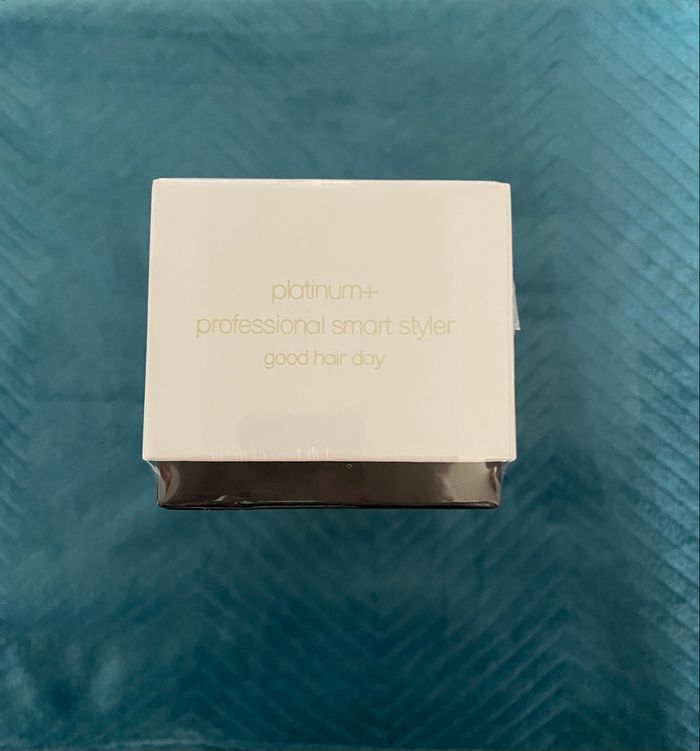 platinum+
professional smart styler
good hair day